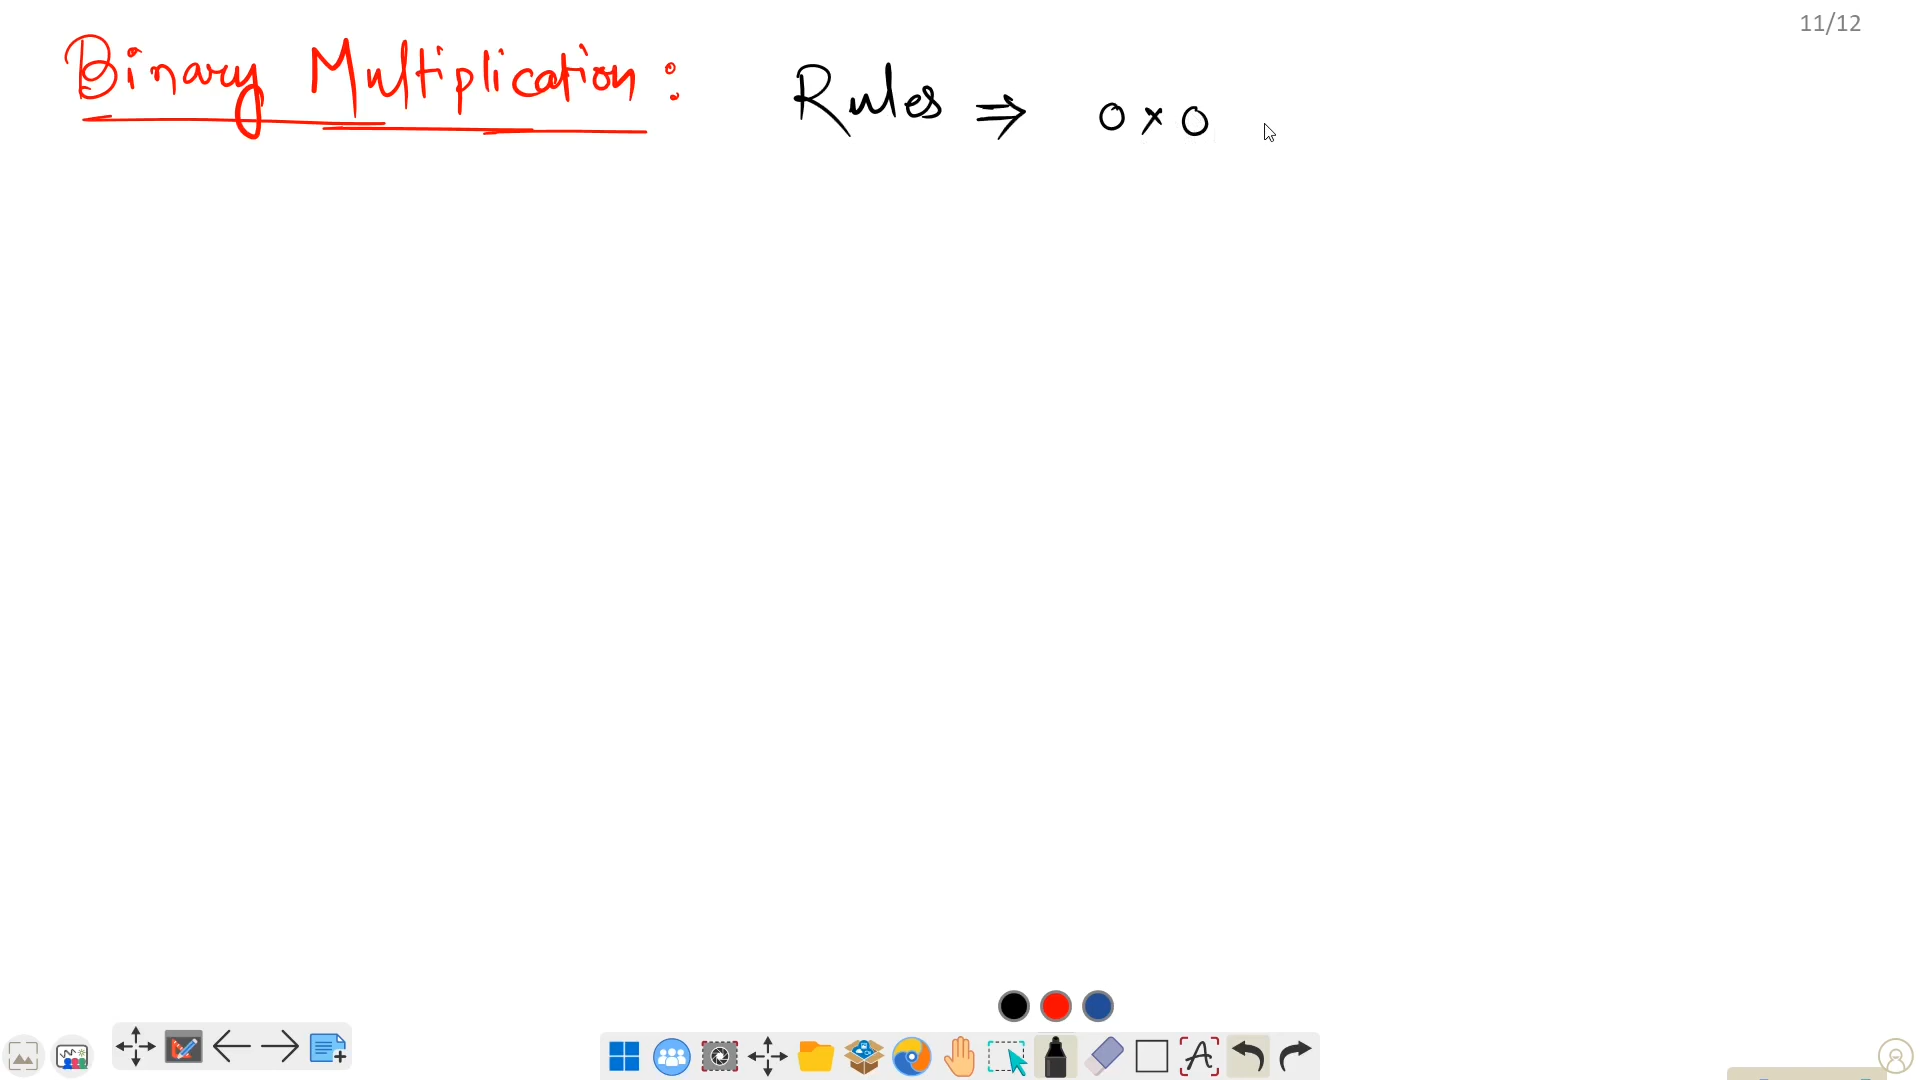 11/12
Binary Multiplication : Rules ⇒ 0 × 0